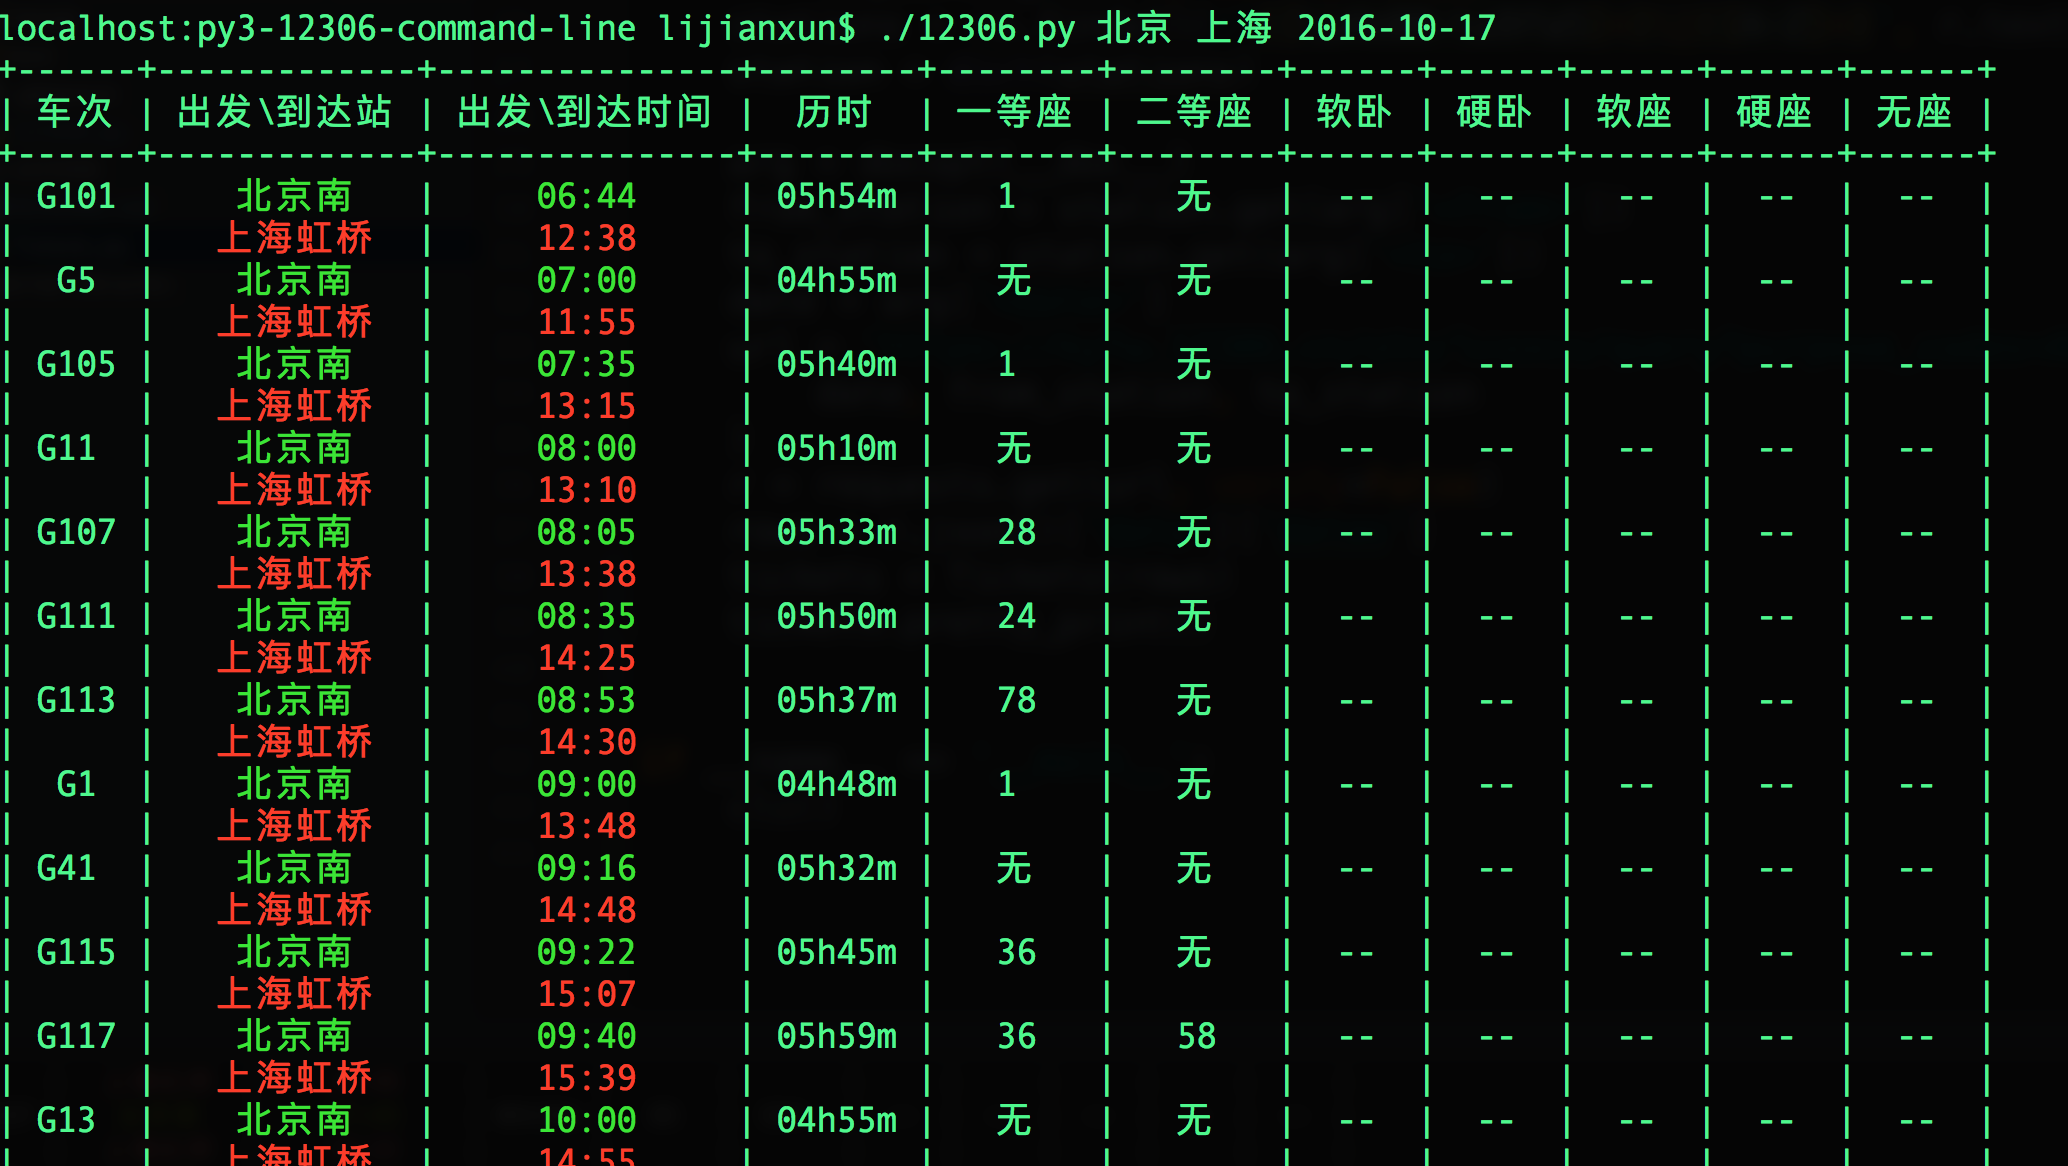 localhost:py3-12306-command-line lijianxun$ ./12306.py 北京 上海 2016-10-17
+------+-------------+---------------+--------+--------+--------+------+------+------+------+------+
| 车次 | 出发\到达站 | 出发\到达时间 | 历时 | 一等座 | 二等座 | 软卧 | 硬卧 | 软座 | 硬座 | 无座 |
+------+-------------+---------------+--------+--------+--------+------+------+------+------+------+
| G101 | 北京南 | 06:44 | 05h54m | 1 | 无 | -- | -- | -- | -- | -- |
| | 上海虹桥 | 12:38 | | | | | | | | |
| G5 | 北京南 | 07:00 | 04h55m | 无 | 无 | -- | -- | -- | -- | -- |
| | 上海虹桥 | 11:55 | | | | | | | | |
| G105 | 北京南 | 07:35 | 05h40m | 1 | 无 | -- | -- | -- | -- | -- |
| | 上海虹桥 | 13:15 | | | | | | | | |
| G11 | 北京南 | 08:00 | 05h10m | 无 | 无 | -- | -- | -- | -- | -- |
| | 上海虹桥 | 13:10 | | | | | | | | |
| G107 | 北京南 | 08:05 | 05h33m | 28 | 无 | -- | -- | -- | -- | -- |
| | 上海虹桥 | 13:38 | | | | | | | | |
| G111 | 北京南 | 08:35 | 05h50m | 24 | 无 | -- | -- | -- | -- | -- |
| | 上海虹桥 | 14:25 | | | | | | | | |
| G113 | 北京南 | 08:53 | 05h37m | 78 | 无 | -- | -- | -- | -- | -- |
| | 上海虹桥 | 14:30 | | | | | | | | |
| G1 | 北京南 | 09:00 | 04h48m | 1 | 无 | -- | -- | -- | -- | -- |
| | 上海虹桥 | 13:48 | | | | | | | | |
| G41 | 北京南 | 09:16 | 05h32m | 无 | 无 | -- | -- | -- | -- | -- |
| | 上海虹桥 | 14:48 | | | | | | | | |
| G115 | 北京南 | 09:22 | 05h45m | 36 | 无 | -- | -- | -- | -- | -- |
| | 上海虹桥 | 15:07 | | | | | | | | |
| G117 | 北京南 | 09:40 | 05h59m | 36 | 58 | -- | -- | -- | -- | -- |
| | 上海虹桥 | 15:39 | | | | | | | | |
| G13 | 北京南 | 10:00 | 04h55m | 无 | 无 | -- | -- | -- | -- | -- |
| | 上海虹桥 | 14:55 | | | | | | | | |